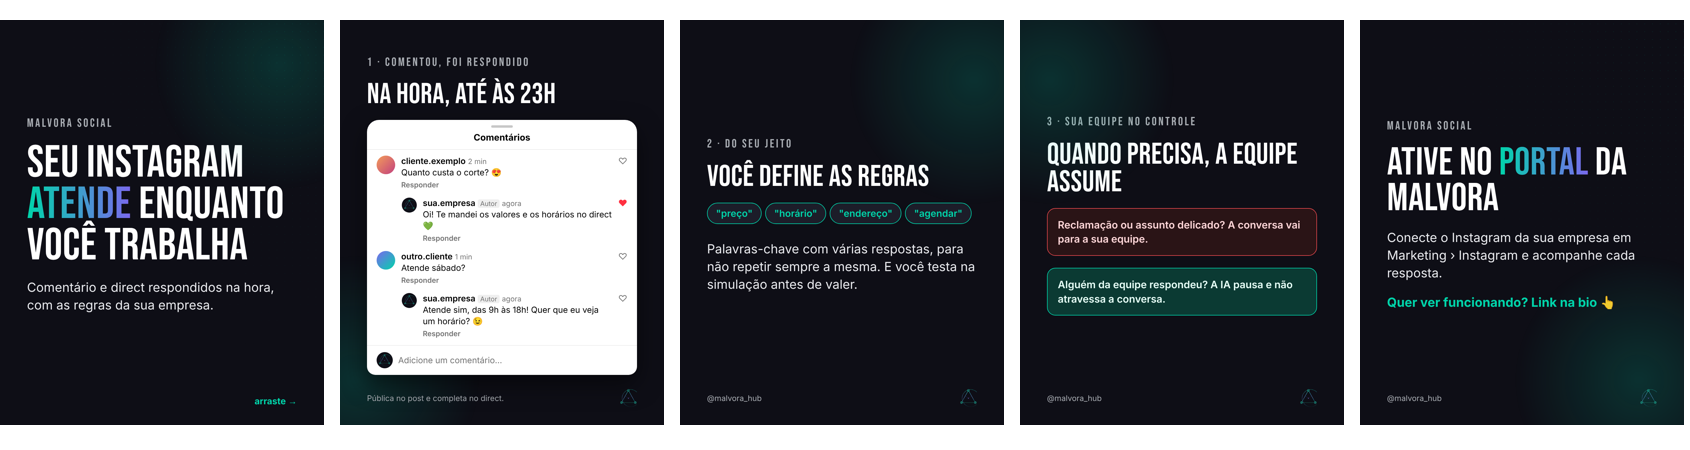 MALVORA SOCIAL
SEU INSTAGRAM
ATENDE ENQUANTO
VOCÊ TRABALHA
Comentário e direct respondidos na hora,
com as regras da sua empresa.
arraste →
1 · COMENTOU, FOI RESPONDIDO
NA HORA, ATÉ ÀS 23H
Comentários
cliente.exemplo 2 min
Quanto custa o corte? 😍
Responder
sua.empresa Autor agora
Oi! Te mandei os valores e os horários no direct
💚
Responder
outro.cliente 1 min
Atende sábado?
Responder
sua.empresa Autor agora
Atende sim, das 9h às 18h! Quer que eu veja
um horário? 😉
Responder
Adicione um comentário...
Pública no post e completa no direct.
2 · DO SEU JEITO
VOCÊ DEFINE AS REGRAS
"preço" "horário" "endereço" "agendar"
Palavras-chave com várias respostas, para
não repetir sempre a mesma. E você testa na
simulação antes de valer.
@malvora_hub
3 · SUA EQUIPE NO CONTROLE
QUANDO PRECISA, A EQUIPE
ASSUME
Reclamação ou assunto delicado? A conversa vai
para a sua equipe.
Alguém da equipe respondeu? A IA pausa e não
atravessa a conversa.
@malvora_hub
MALVORA SOCIAL
ATIVE NO PORTAL DA
MALVORA
Conecte o Instagram da sua empresa em
Marketing › Instagram e acompanhe cada
resposta.
Quer ver funcionando? Link na bio 👆
@malvora_hub